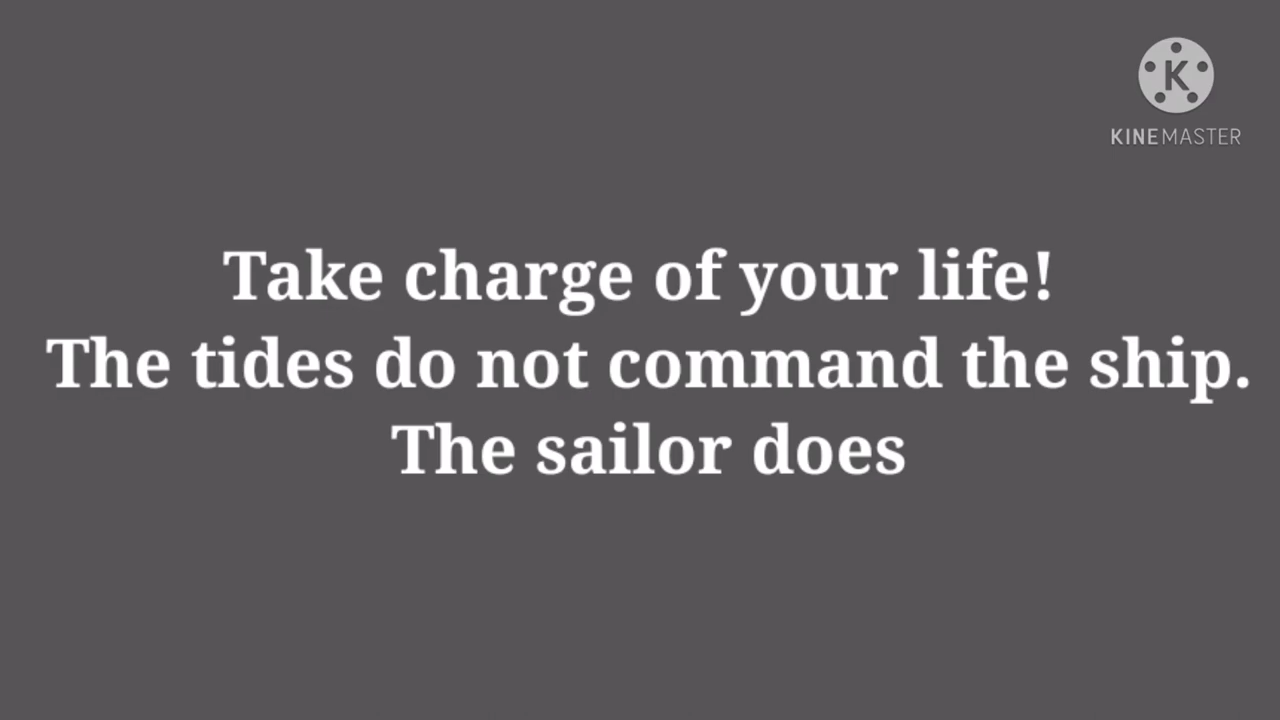 K
KINEMASTER
Take charge of your life!
The tides do not command the ship.
The sailor does